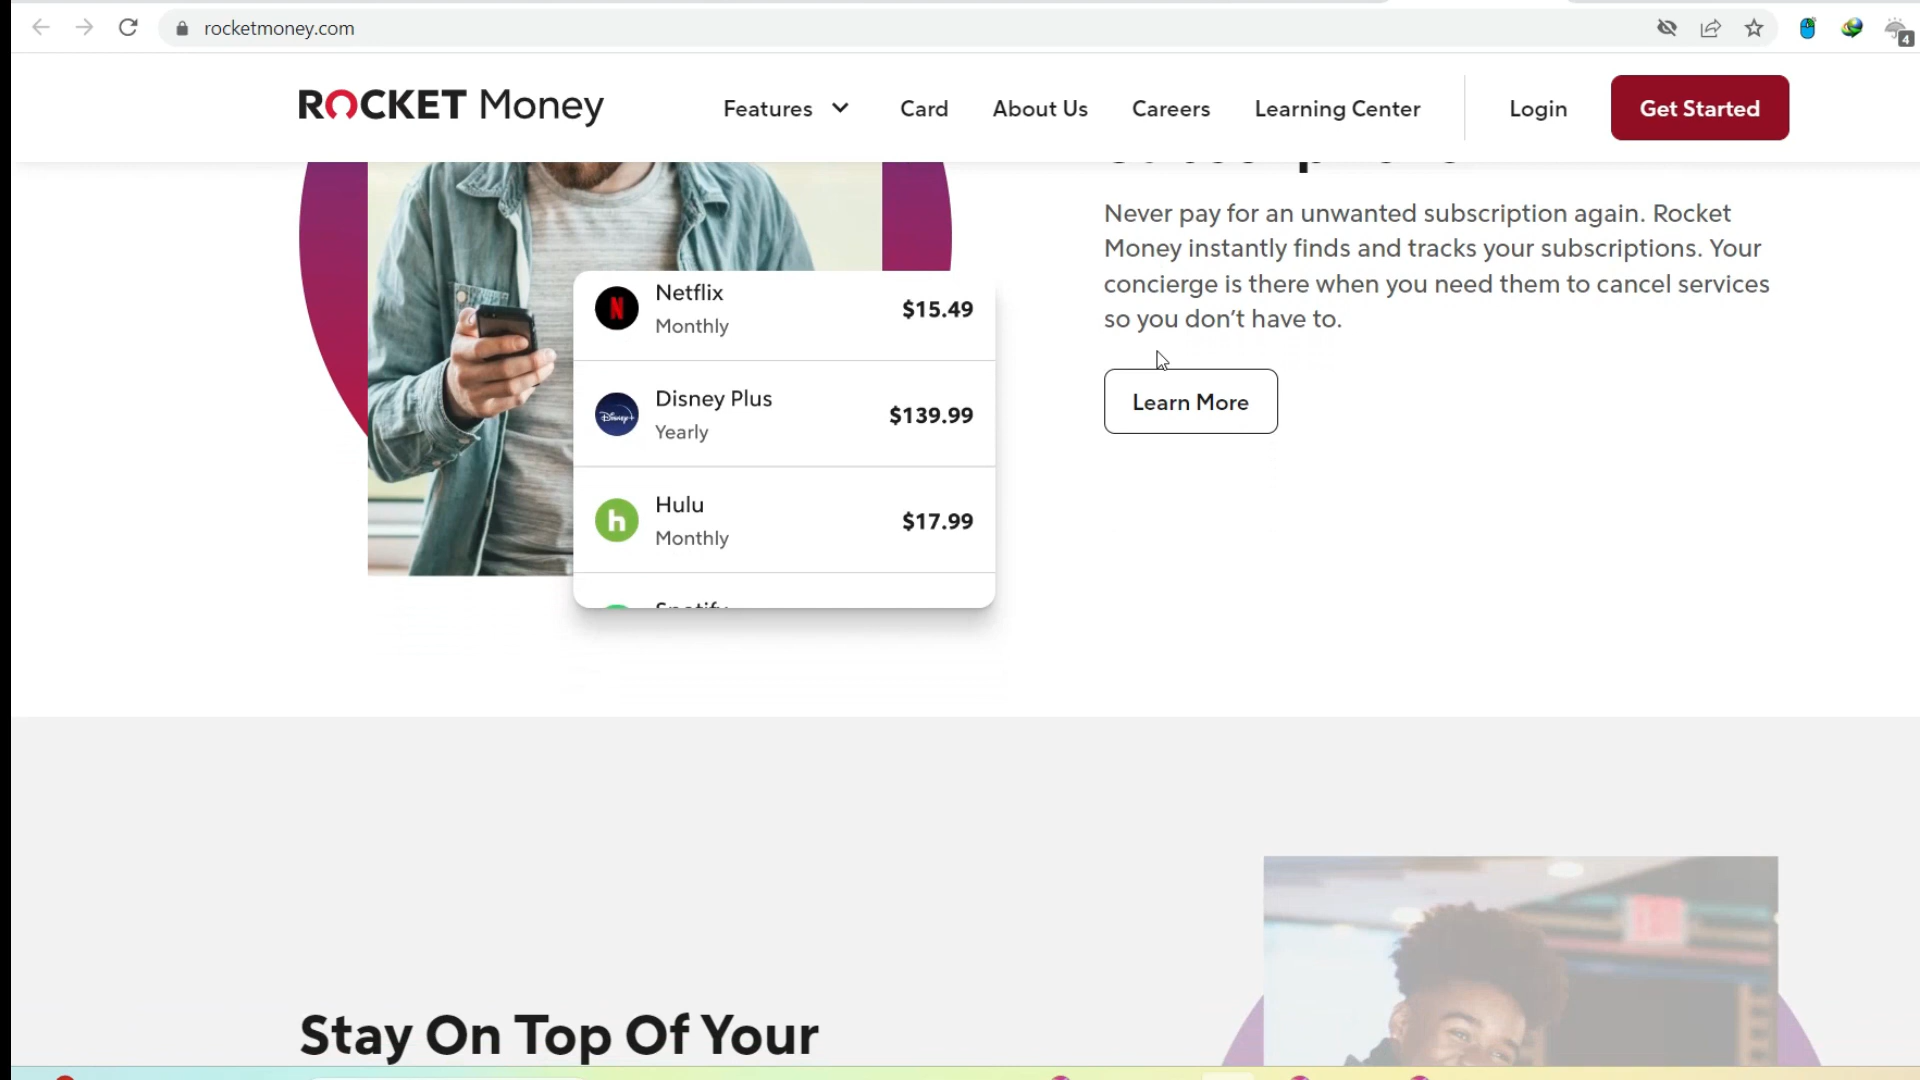 rocketmoney.com
4
ROCKET Money
Features
Card
About Us
Careers
Learning Center
Login
Get Started
Never pay for an unwanted subscription again. Rocket
Money instantly finds and tracks your subscriptions. Your
concierge is there when you need them to cancel services
so you don’t have to.
Learn More
N
Netflix
Monthly
$15.49
Disney+
Disney Plus
Yearly
$139.99
h
Hulu
Monthly
$17.99
Spotify
Stay On Top Of Your